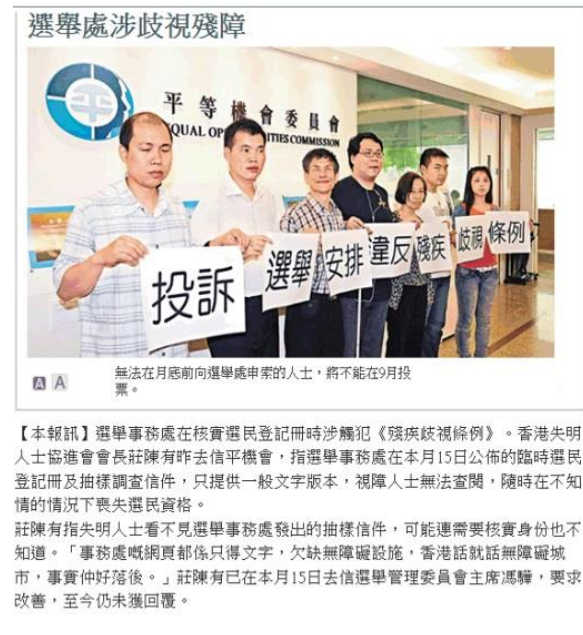 選舉處涉歧視殘障
平等機會委員會
EQUAL OPPORTUNITIES COMMISSION
投訴 選舉 安排 違反 殘疾 歧視 條例
A A
無法在月底前向選舉處申索的人士，將不能在9月投
票。
【本報訊】選舉事務處在核實選民登記冊時涉觸犯《殘疾歧視條例》。香港失明
人士協進會會長莊陳有昨去信平機會，指選舉事務處在本月15日公佈的臨時選民
登記冊及抽樣調查信件，只提供一般文字版本，視障人士無法查閱，隨時在不知
情的情況下喪失選民資格。
莊陳有指失明人士看不見選舉事務處發出的抽樣信件，可能連需要核實身份也不
知道。「事務處嘅網頁都係只得文字，欠缺無障礙設施，香港話就話無障礙城
市，事實仲好落後。」莊陳有已在本月15日去信選舉管理委員會主席馮驊，要求
改善，至今仍未獲回覆。